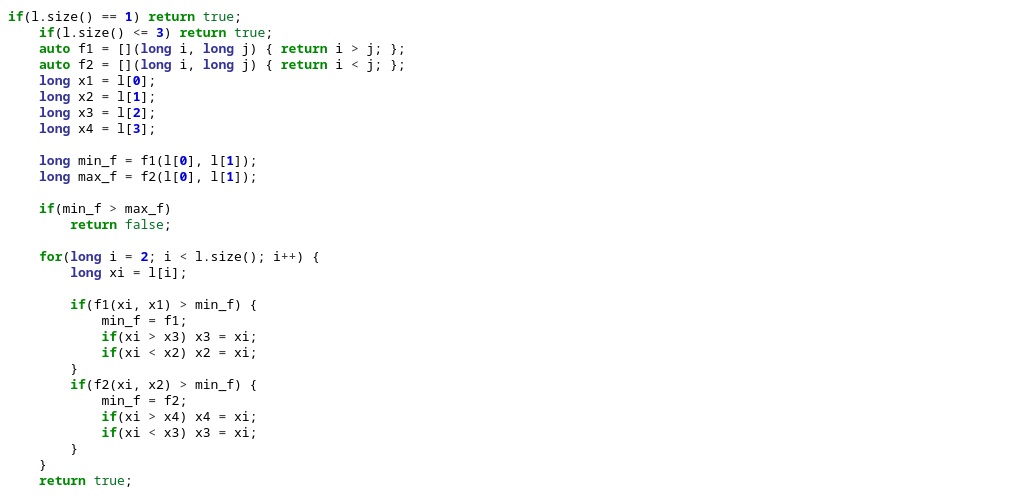 if(l.size() == 1) return true;
    if(l.size() <= 3) return true;
    auto f1 = [](long i, long j) { return i > j; };
    auto f2 = [](long i, long j) { return i < j; };
    long x1 = l[0];
    long x2 = l[1];
    long x3 = l[2];
    long x4 = l[3];

    long min_f = f1(l[0], l[1]);
    long max_f = f2(l[0], l[1]);

    if(min_f > max_f)
        return false;

    for(long i = 2; i < l.size(); i++) {
        long xi = l[i];

        if(f1(xi, x1) > min_f) {
            min_f = f1;
            if(xi > x3) x3 = xi;
            if(xi < x2) x2 = xi;
        }
        if(f2(xi, x2) > min_f) {
            min_f = f2;
            if(xi > x4) x4 = xi;
            if(xi < x3) x3 = xi;
        }
    }
    return true;